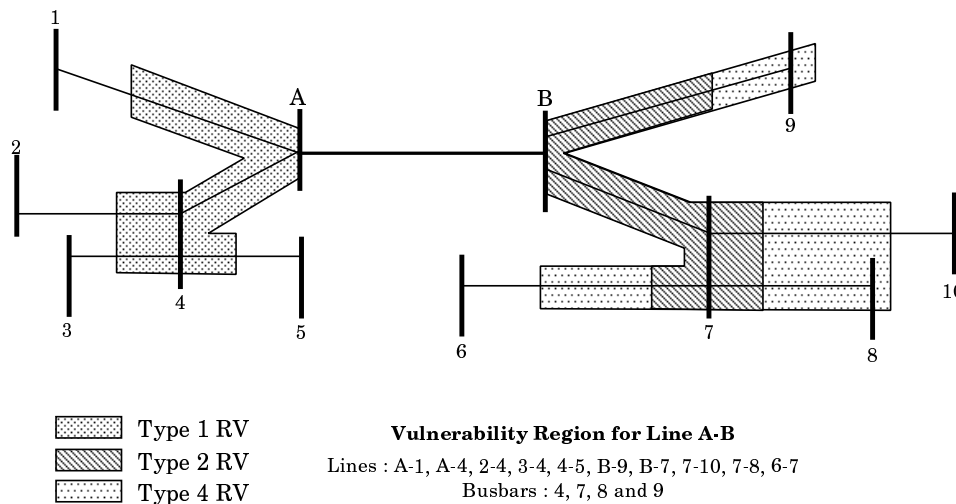 1
A
B
9
2
4
3
5
6
7
8
10
Type 1 RV
Type 2 RV
Type 4 RV
Vulnerability Region for Line A-B
Lines : A-1, A-4, 2-4, 3-4, 4-5, B-9, B-7, 7-10, 7-8, 6-7
Busbars : 4, 7, 8 and 9